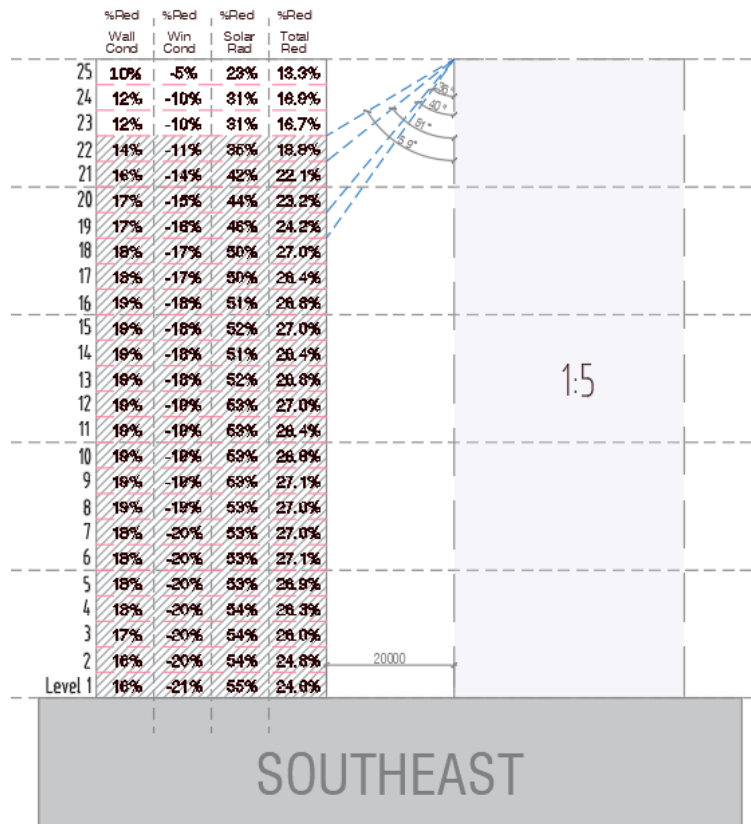 %Red %Red %Red %Red
Wall Cond Win Cond Solar Rad Total Red
25 10% -5% 23% 13.3%
24 12% -10% 31% 16.9%
23 12% -10% 31% 16.7%
22 14% -11% 35% 18.9%
21 16% -14% 42% 22.1%
20 17% -15% 44% 23.2%
19 17% -16% 46% 24.2%
18 18% -17% 50% 27.0%
17 18% -17% 50% 26.4%
16 19% -18% 51% 26.8%
15 19% -18% 52% 27.0%
14 19% -18% 51% 26.4%
13 19% -18% 52% 26.8%
12 19% -19% 53% 27.0%
11 19% -19% 53% 26.4%
10 19% -19% 53% 26.8%
9 19% -19% 53% 27.1%
8 19% -19% 53% 27.0%
7 18% -20% 53% 27.0%
6 18% -20% 53% 27.1%
5 18% -20% 53% 26.9%
4 18% -20% 54% 26.3%
3 17% -20% 54% 26.0%
2 16% -20% 54% 24.8%
Level 1 16% -21% 55% 24.6%
36°
40°
51°
1:5
20000
SOUTHEAST